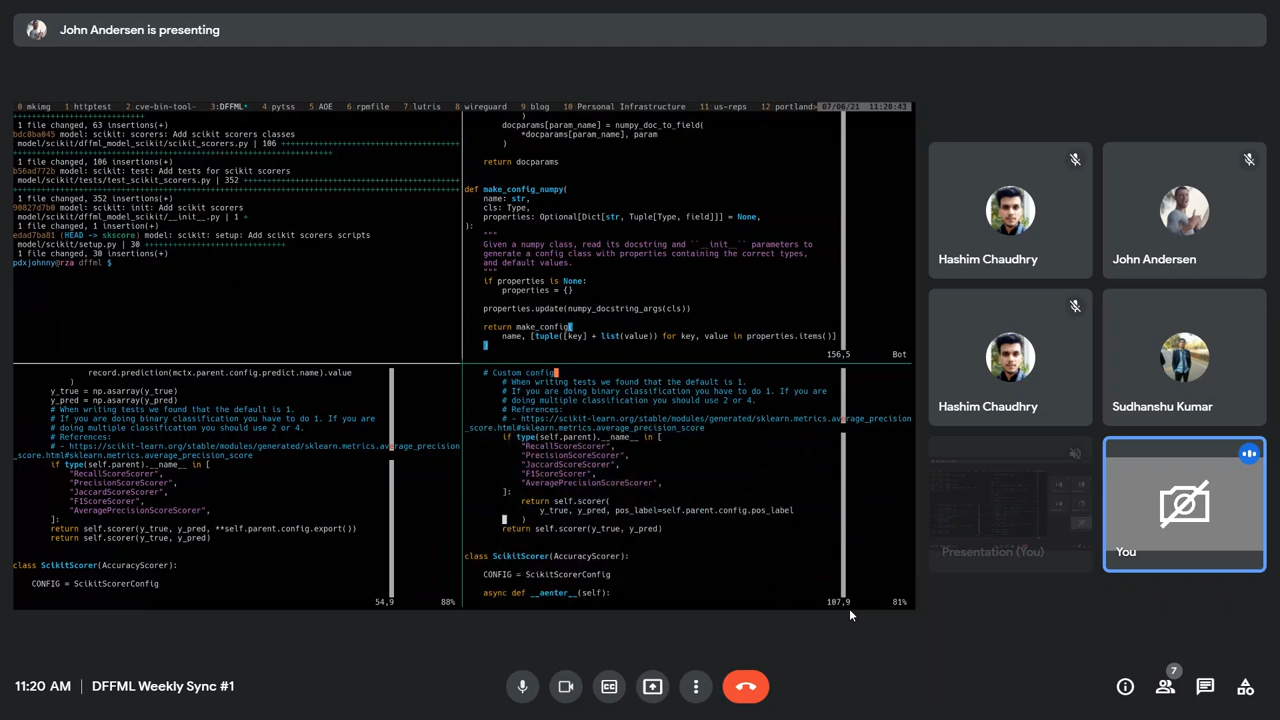 John Andersen is presenting
0 mkimg 1 httptest 2 cve-bin-tool- 3:DFFML* 4 pytss 5 AOE 6 rpmfile 7 lutris 8 wireguard 9 blog 10 Personal Infrastructure 11 us-reps 12 portland> 07/06/21 11:20:43
++++++++++++++++++++++++++++
1 file changed, 63 insertions(+)
bdc8ba045 model: scikit: scorers: Add scikit scorers classes
model/scikit/dffml_model_scikit/scikit_scorers.py | 106 +++++++++++++++++++++++++++++++++++++++
1 file changed, 106 insertions(+)
b56ad772b model: scikit: test: Add tests for scikit scorers
model/scikit/tests/test_scikit_scorers.py | 352 ++++++++++++++++++++++++++++++++++++++++++++++++
1 file changed, 352 insertions(+)
90827d7b0 model: scikit: init: Add scikit scorers
model/scikit/dffml_model_scikit/__init__.py | 1 +
1 file changed, 1 insertion(+)
edad7ba81 (HEAD -> skscore) model: scikit: setup: Add scikit scorers scripts
model/scikit/setup.py | 30 ++++++++++++++++++++++++++++++
1 file changed, 30 insertions(+)
pdxjohnny@rza dffml $
)
docparams[param_name] = numpy_doc_to_field(
*docparams[param_name], param
)
return docparams
def make_config_numpy(
name: str,
cls: Type,
properties: Optional[Dict[str, Tuple[Type, field]]] = None,
):
"""
Given a numpy class, read its docstring and ``__init__`` parameters to
generate a config class with properties containing the correct types,
and default values.
"""
if properties is None:
properties = {}
properties.update(numpy_docstring_args(cls))
return make_config(
name, [tuple([key] + list(value)) for key, value in properties.items()]
)
156,5 Bot
record.prediction(mctx.parent.config.predict.name).value
)
y_true = np.asarray(y_true)
y_pred = np.asarray(y_pred)
# When writing tests we found that the default is 1.
# If you are doing binary classification you have to do 1. If you are
# doing multiple classification you should use 2 or 4.
# References:
# - https://scikit-learn.org/stable/modules/generated/sklearn.metrics.average_precision
_score.html#sklearn.metrics.average_precision_score
if type(self.parent).__name__ in [
"RecallScoreScorer",
"PrecisionScoreScorer",
"JaccardScoreScorer",
"F1ScoreScorer",
"AveragePrecisionScoreScorer",
]:
return self.scorer(y_true, y_pred, **self.parent.config.export())
return self.scorer(y_true, y_pred)
class ScikitScorer(AccuracyScorer):
CONFIG = ScikitScorerConfig
54,9 88%
# Custom config
# When writing tests we found that the default is 1.
# If you are doing binary classification you have to do 1. If you are
# doing multiple classification you should use 2 or 4.
# References:
# - https://scikit-learn.org/stable/modules/generated/sklearn.metrics.average_precision
_score.html#sklearn.metrics.average_precision_score
if type(self.parent).__name__ in [
"RecallScoreScorer",
"PrecisionScoreScorer",
"JaccardScoreScorer",
"F1ScoreScorer",
"AveragePrecisionScoreScorer",
]:
return self.scorer(
y_true, y_pred, pos_label=self.parent.config.pos_label
)
return self.scorer(y_true, y_pred)
class ScikitScorer(AccuracyScorer):
CONFIG = ScikitScorerConfig
async def __aenter__(self):
107,9 81%
Hashim Chaudhry
John Andersen
Hashim Chaudhry
Sudhanshu Kumar
Presentation (You)
You
11:20 AM | DFFML Weekly Sync #1
7